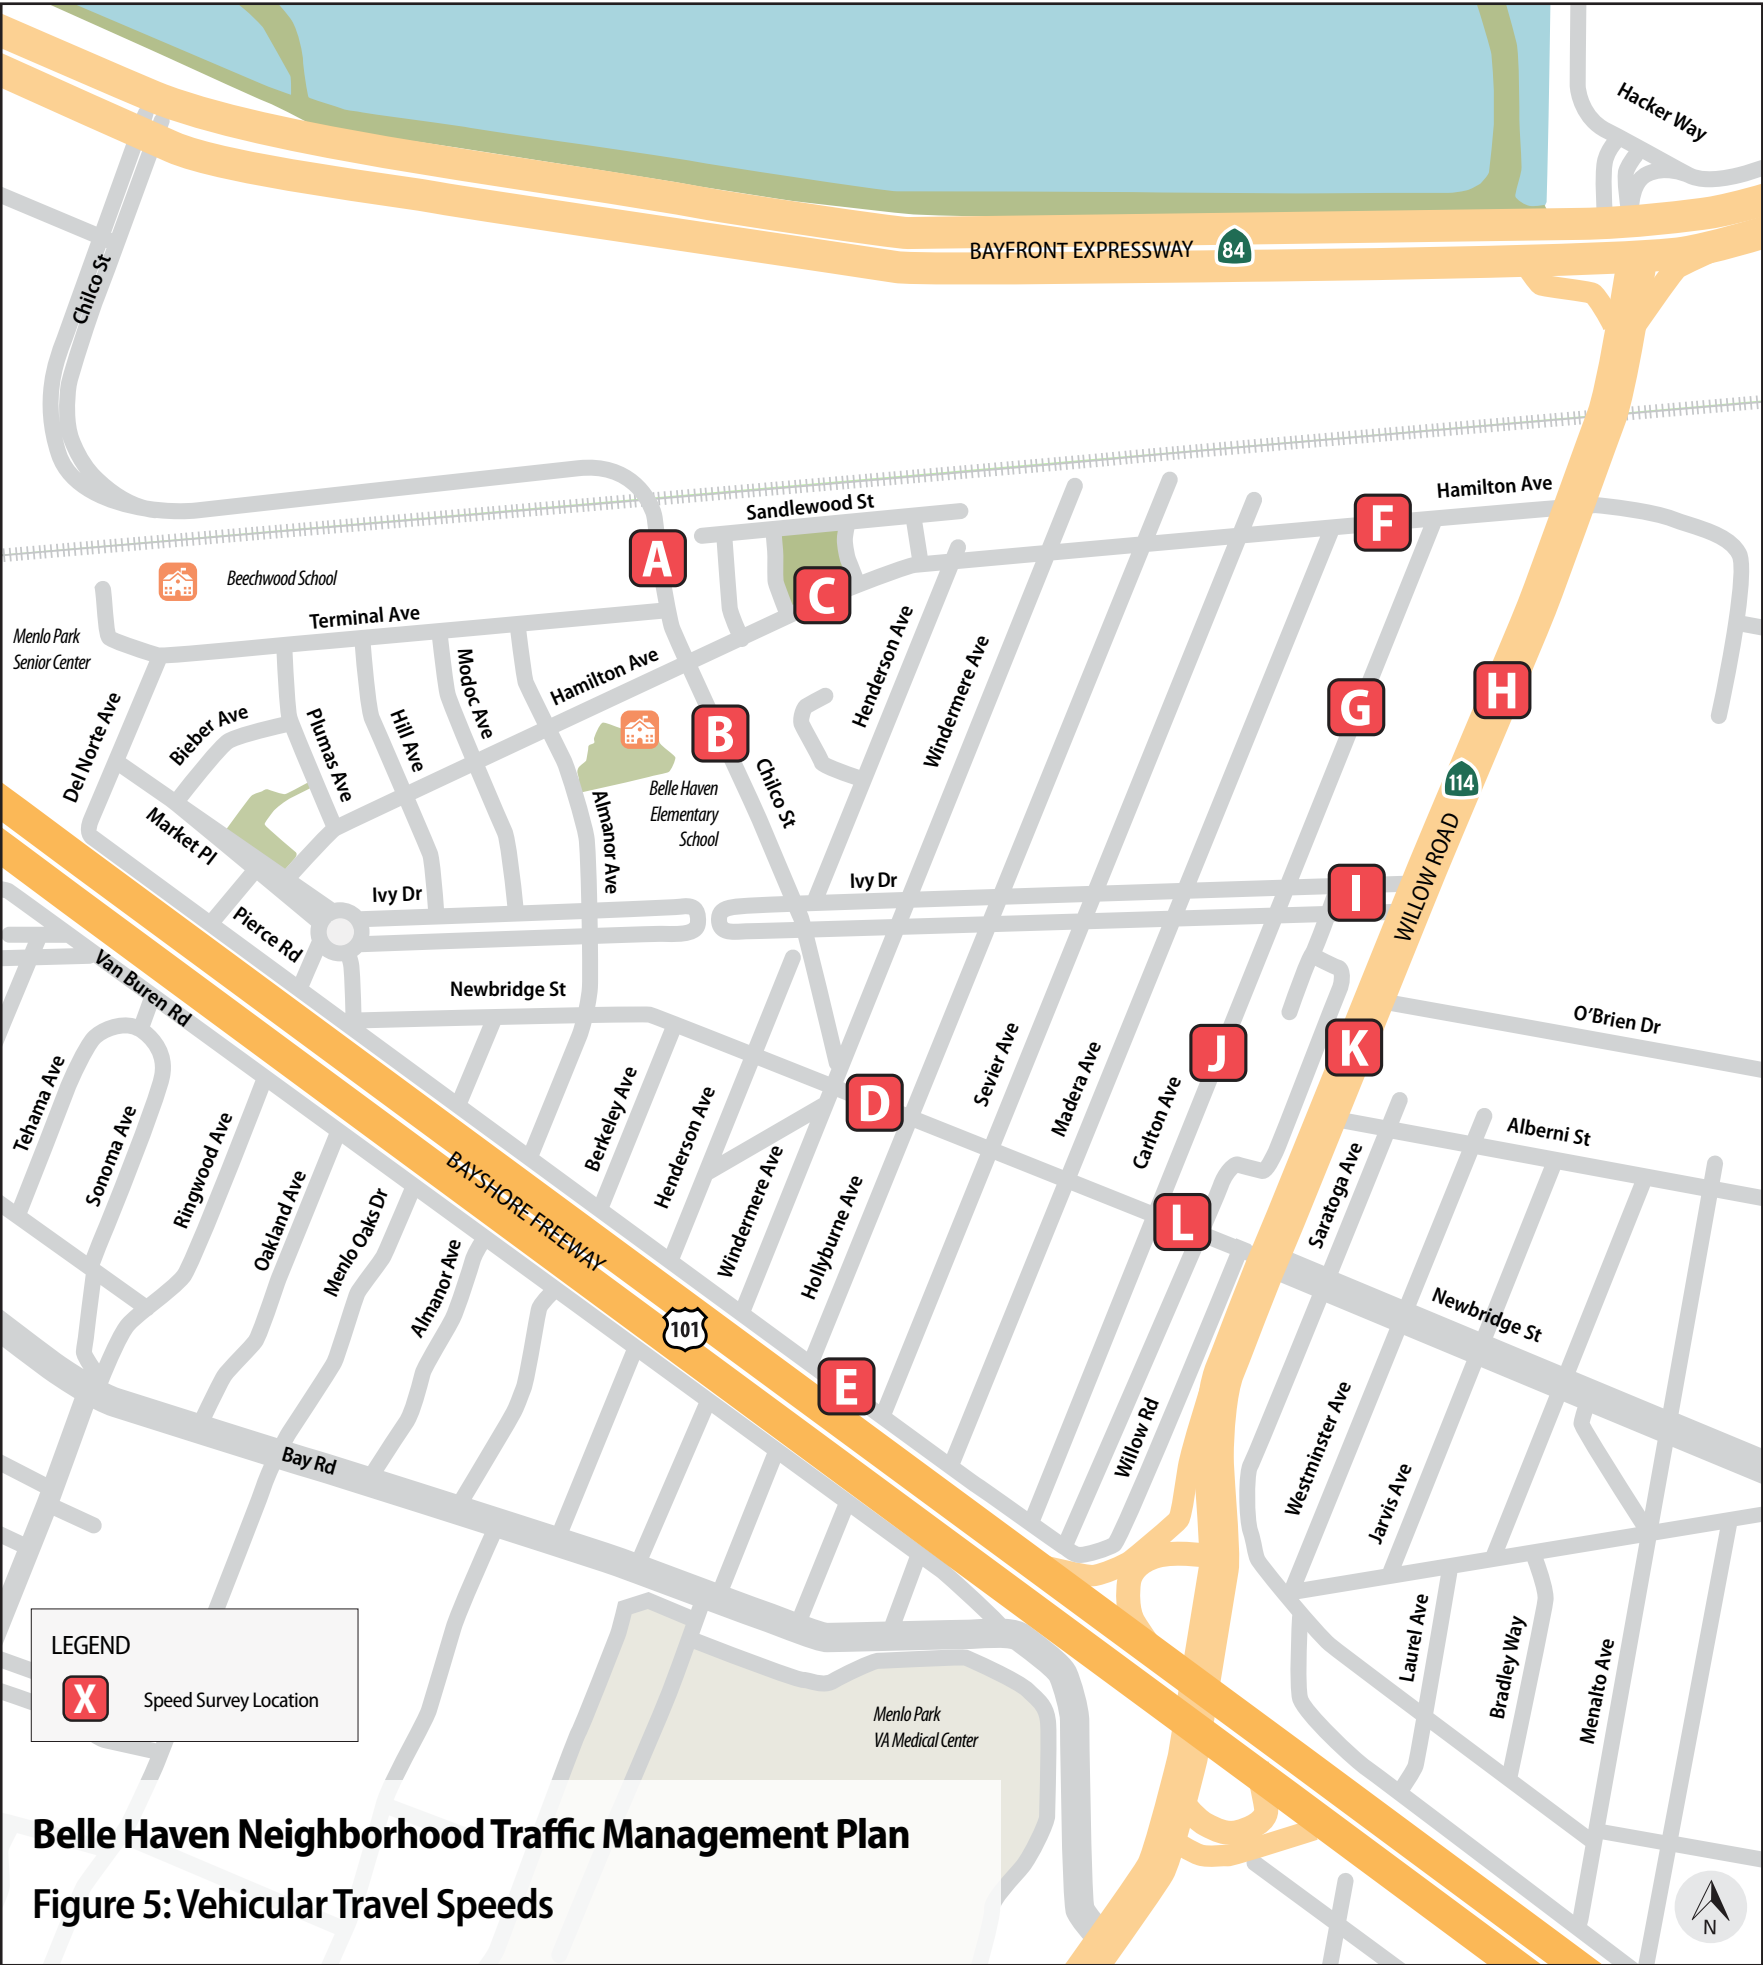 Hacker Way
BAYFRONT EXPRESSWAY
84
Chilco St
Hamilton Ave
Sandlewood St
F
A
Beechwood School
C
Terminal Ave
Menlo Park
Senior Center
Hamilton Ave
Henderson Ave
Windermere Ave
Modoc Ave
Hill Ave
Plumas Ave
Bieber Ave
Del Norte Ave
B
G
H
114
Chilco St
Belle Haven
Elementary
School
Almanor Ave
Market Pl
Ivy Dr
Ivy Dr
I
WILLOW ROAD
Pierce Rd
Van Buren Rd
Newbridge St
O'Brien Dr
Tehama Ave
Sonoma Ave
Ringwood Ave
Oakland Ave
Menlo Oaks Dr
Almanor Ave
BAYSHORE FREEWAY
101
Berkeley Ave
Henderson Ave
Windermere Ave
Hollyburne Ave
D
Sevier Ave
Madera Ave
Carlton Ave
J
K
Alberni St
Saratoga Ave
L
Newbridge St
E
Willow Rd
Westminster Ave
Jarvis Ave
Bay Rd
Laurel Ave
Bradley Way
Menalto Ave
LEGEND
X Speed Survey Location
Menlo Park
VA Medical Center
Belle Haven Neighborhood Traffic Management Plan
Figure 5: Vehicular Travel Speeds
N